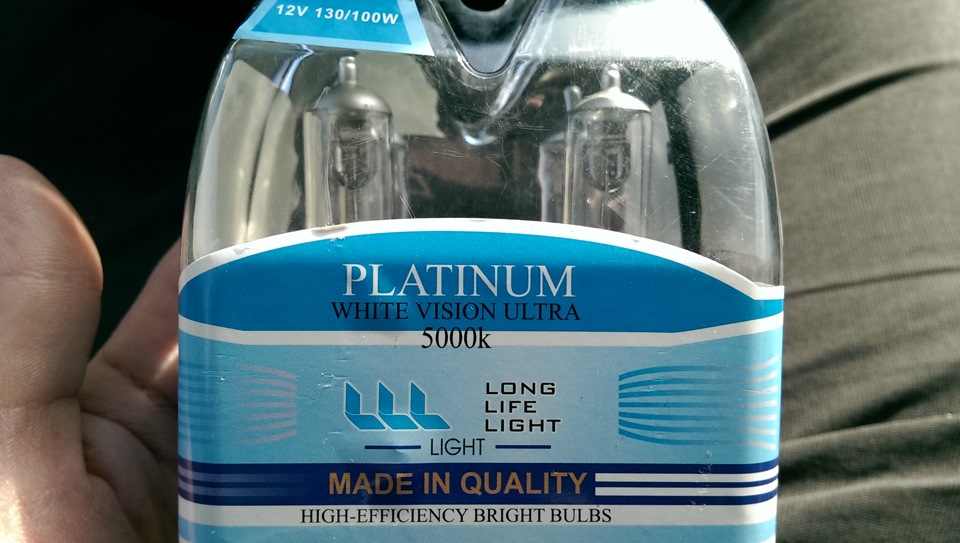 12V 130/100W
PLATINUM
WHITE VISION ULTRA
5000k
LLL
LONG
LIFE
LIGHT
LIGHT
MADE IN QUALITY
HIGH-EFFICIENCY BRIGHT BULBS